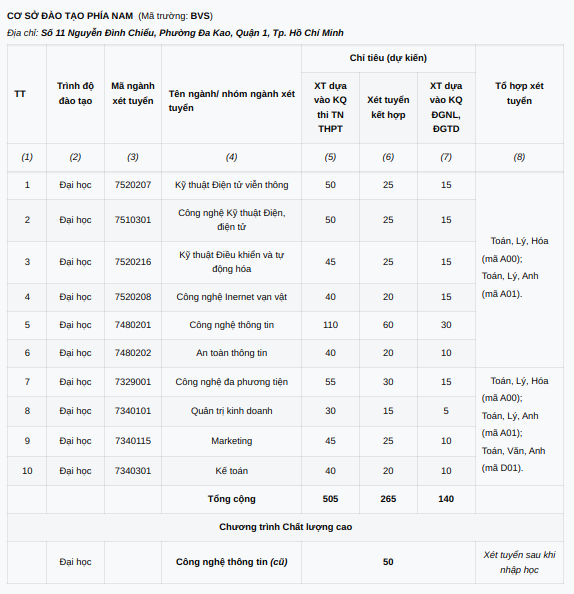 CƠ SỞ ĐÀO TẠO PHÍA NAM (Mã trường: BVS)
Địa chỉ: Số 11 Nguyễn Đình Chiểu, Phường Đa Kao, Quận 1, Tp. Hồ Chí Minh
TT
Trình độ
đào tạo
Mã ngành
xét tuyển
Tên ngành/ nhóm ngành xét
tuyển
Chỉ tiêu (dự kiến)
XT dựa
vào KQ
thi TN
THPT
Xét tuyển
kết hợp
XT dựa
vào KQ
ĐGNL,
ĐGTD
Tổ hợp xét
tuyển
(1) (2) (3) (4) (5) (6) (7) (8)
1 Đại học 7520207 Kỹ thuật Điện tử viễn thông 50 25 15
2 Đại học 7510301 Công nghệ Kỹ thuật Điện,
điện tử 50 25 15
3 Đại học 7520216 Kỹ thuật Điều khiển và tự
động hóa 45 25 15
4 Đại học 7520208 Công nghệ Inernet vạn vật 40 20 15
5 Đại học 7480201 Công nghệ thông tin 110 60 30
6 Đại học 7480202 An toàn thông tin 40 20 10
Toán, Lý, Hóa
(mã A00);
Toán, Lý, Anh
(mã A01).
7 Đại học 7329001 Công nghệ đa phương tiện 55 30 15
8 Đại học 7340101 Quản trị kinh doanh 30 15 5
9 Đại học 7340115 Marketing 45 25 10
10 Đại học 7340301 Kế toán 40 20 10
Toán, Lý, Hóa
(mã A00);
Toán, Lý, Anh
(mã A01);
Toán, Văn, Anh
(mã D01).
Tổng cộng 505 265 140
Chương trình Chất lượng cao
Đại học Công nghệ thông tin (cũ) 50 Xét tuyển sau khi
nhập học